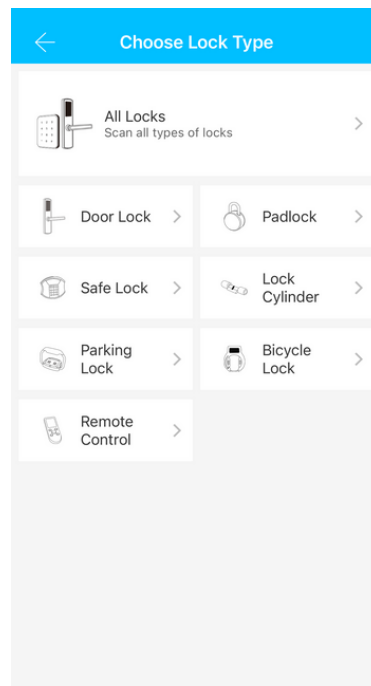 Choose Lock Type
All Locks
Scan all types of locks
Door Lock
Padlock
Safe Lock
Lock
Cylinder
Parking
Lock
Bicycle
Lock
Remote
Control